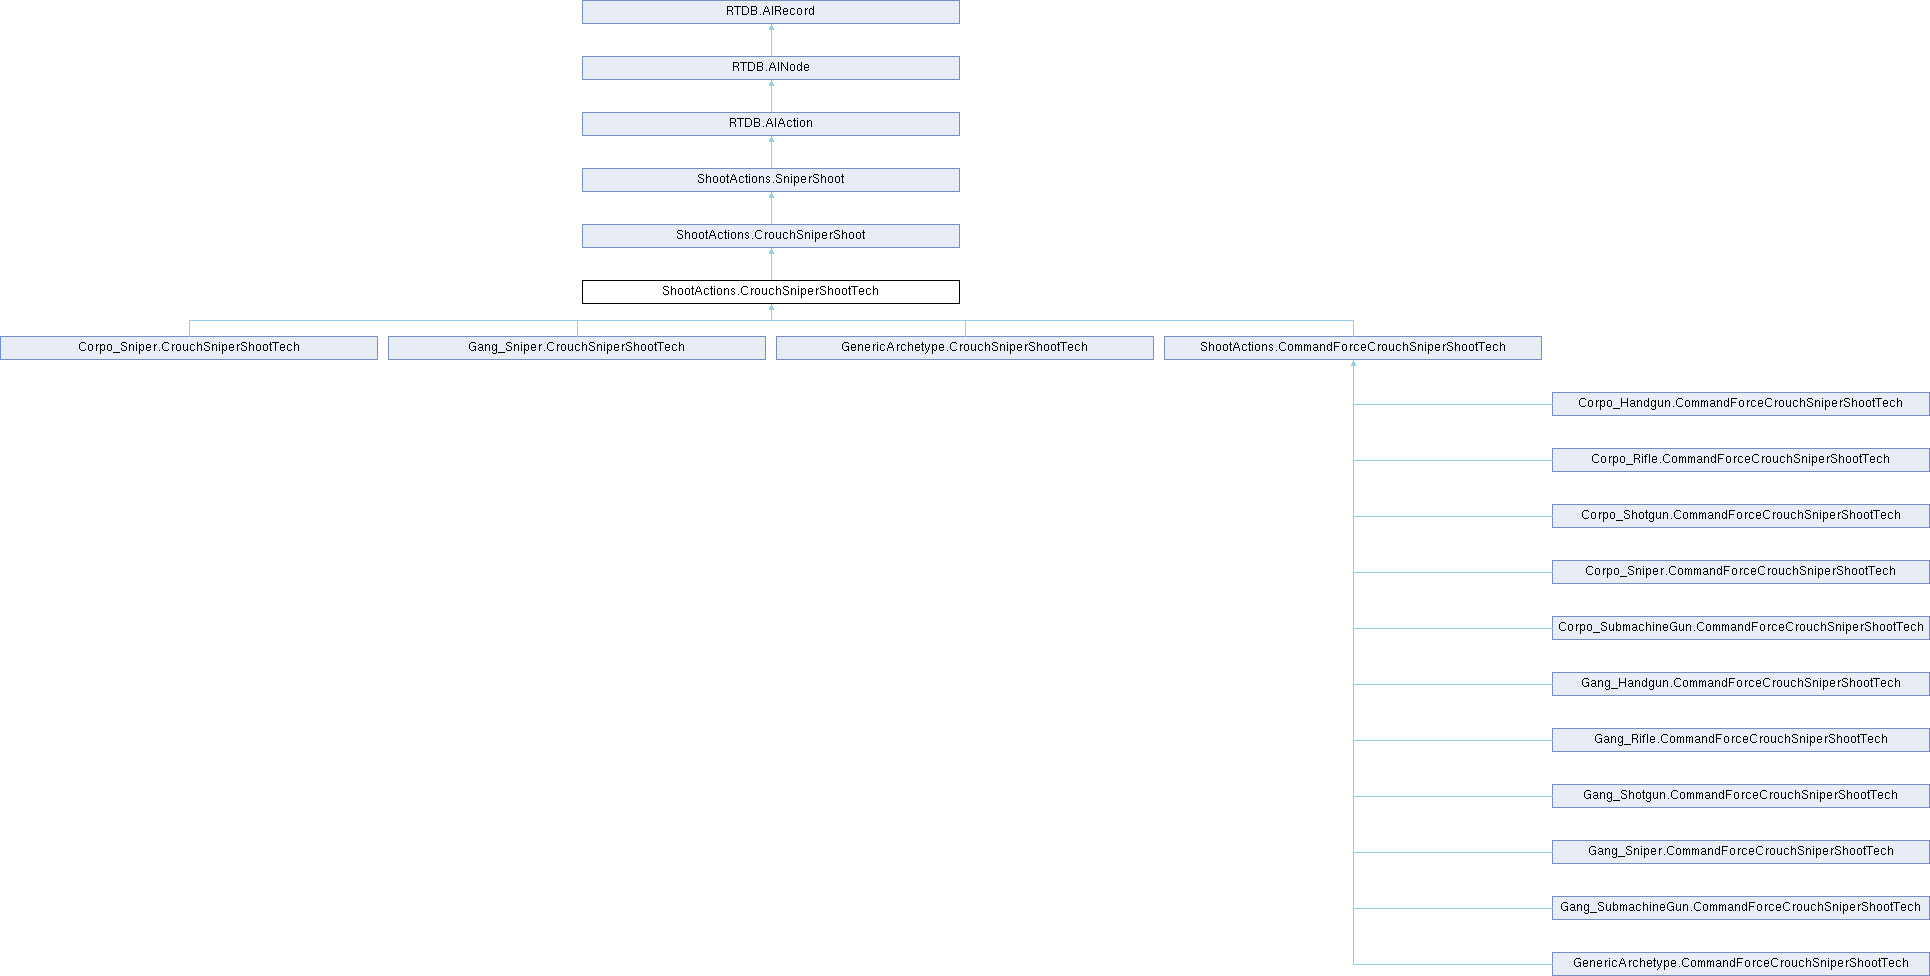 RTDB.AIRecord
RTDB.AINode
RTDB.AIAction
ShootActions.SniperShoot
ShootActions.CrouchSniperShoot
ShootActions.CrouchSniperShootTech
Corpo_Sniper.CrouchSniperShootTech
Gang_Sniper.CrouchSniperShootTech
GenericArchetype.CrouchSniperShootTech
ShootActions.CommandForceCrouchSniperShootTech
Corpo_Handgun.CommandForceCrouchSniperShootTech
Corpo_Rifle.CommandForceCrouchSniperShootTech
Corpo_Shotgun.CommandForceCrouchSniperShootTech
Corpo_Sniper.CommandForceCrouchSniperShootTech
Corpo_SubmachineGun.CommandForceCrouchSniperShootTech
Gang_Handgun.CommandForceCrouchSniperShootTech
Gang_Rifle.CommandForceCrouchSniperShootTech
Gang_Shotgun.CommandForceCrouchSniperShootTech
Gang_Sniper.CommandForceCrouchSniperShootTech
Gang_SubmachineGun.CommandForceCrouchSniperShootTech
GenericArchetype.CommandForceCrouchSniperShootTech